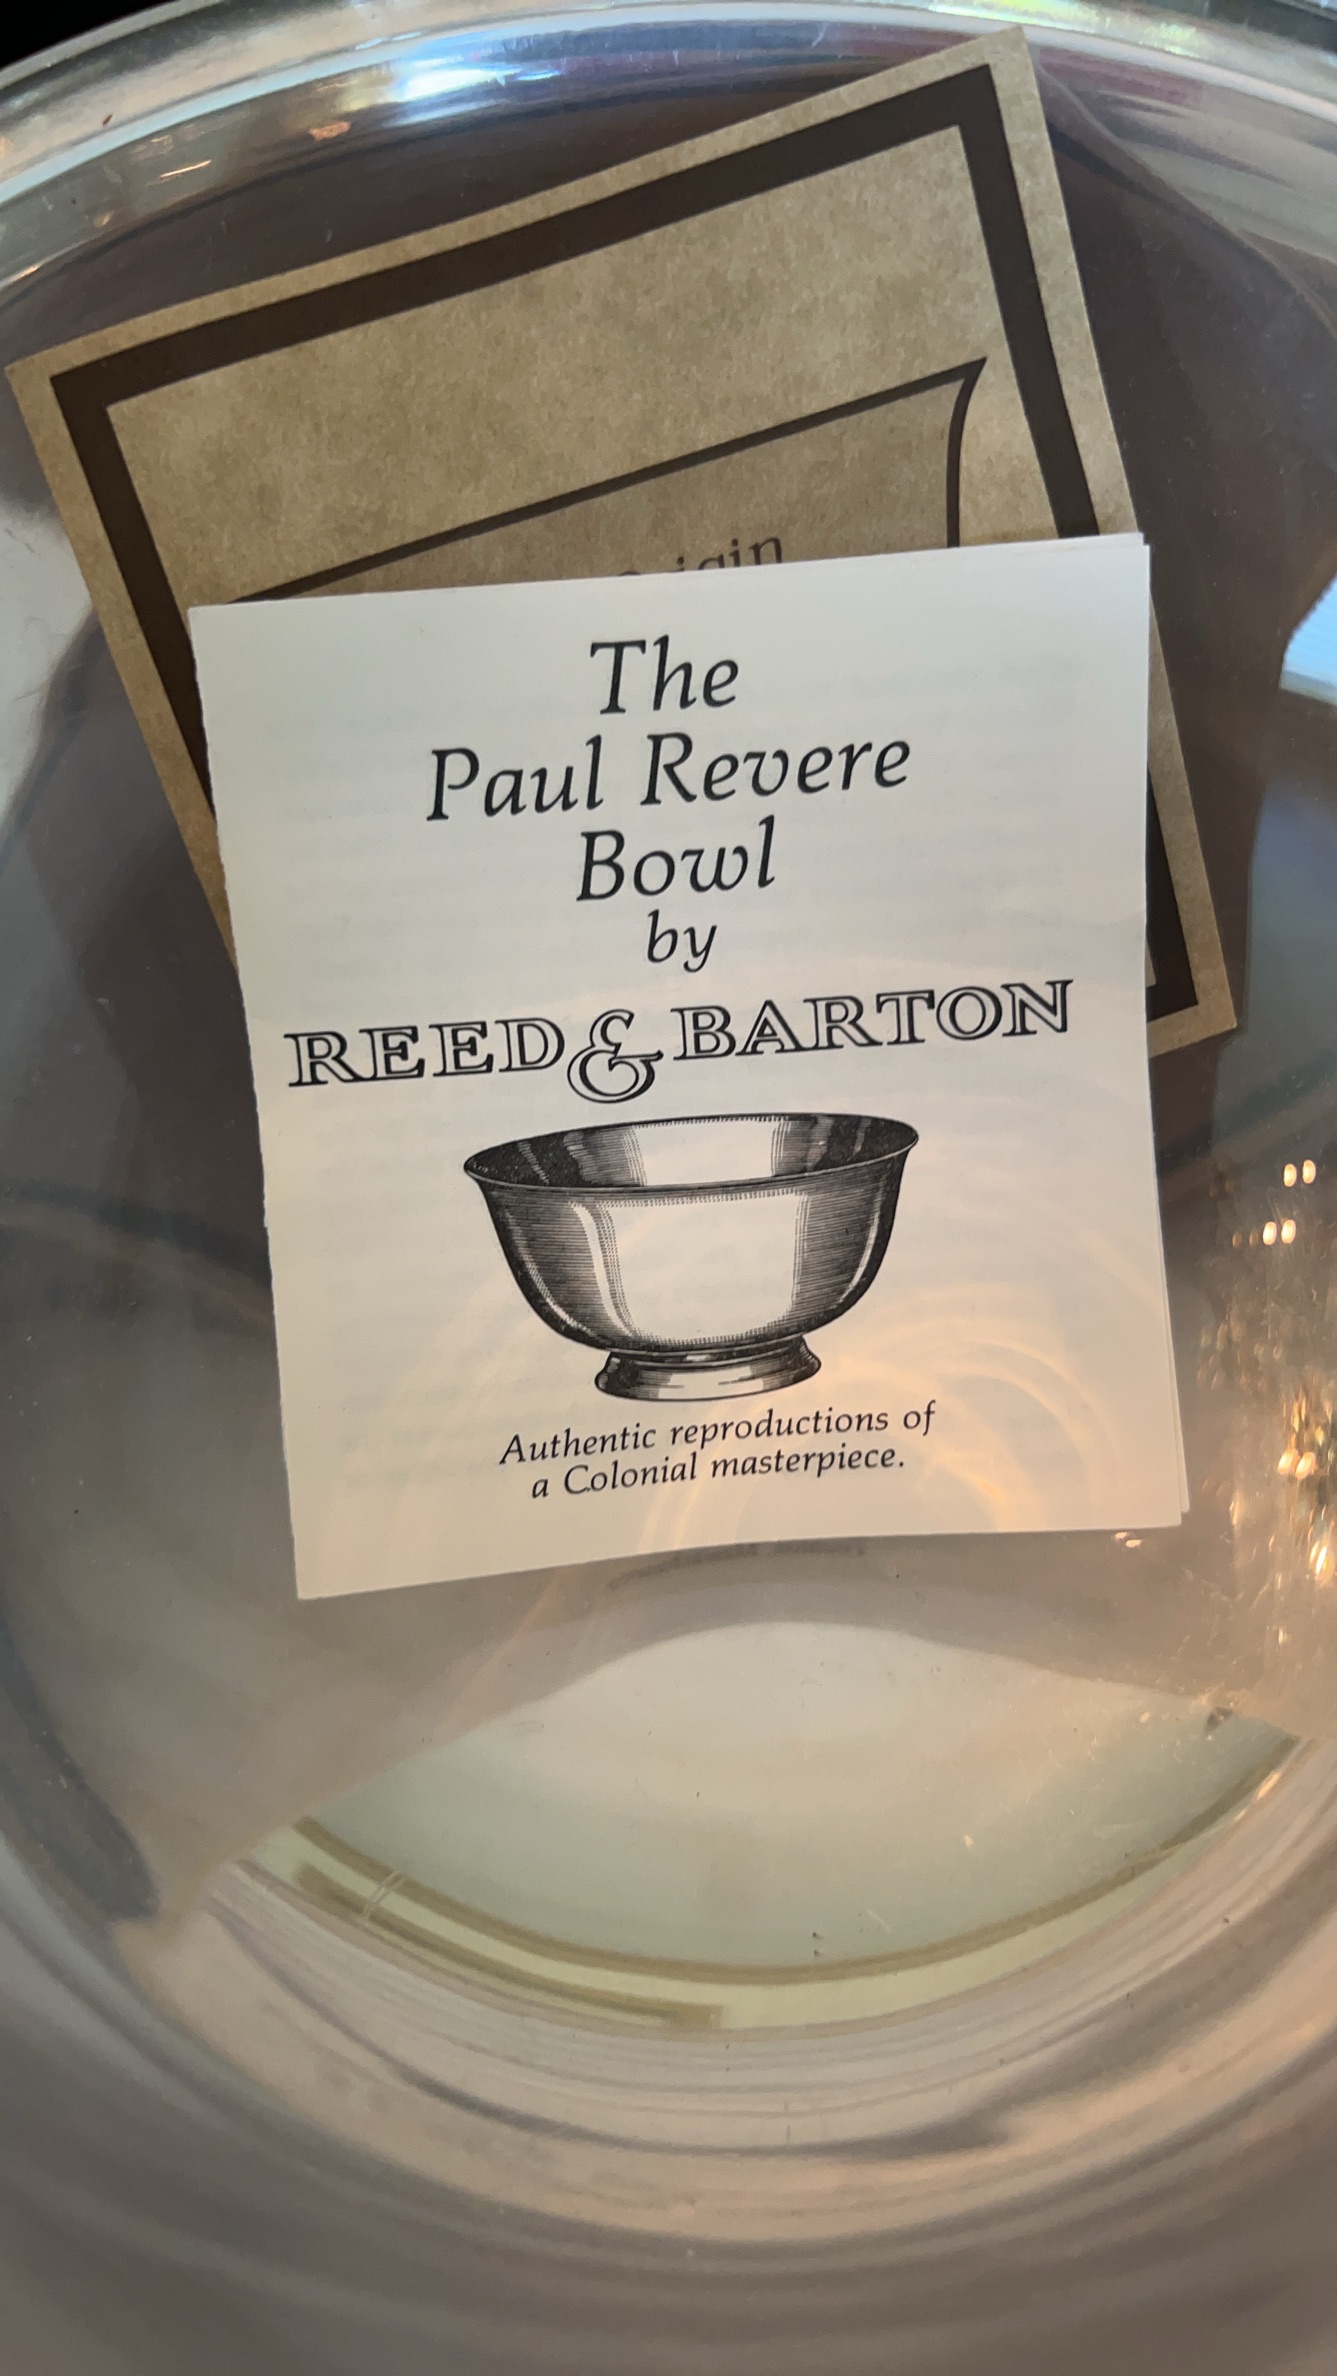 The
Paul Revere
Bowl
by
REED & BARTON
Authentic reproductions of
a Colonial masterpiece.